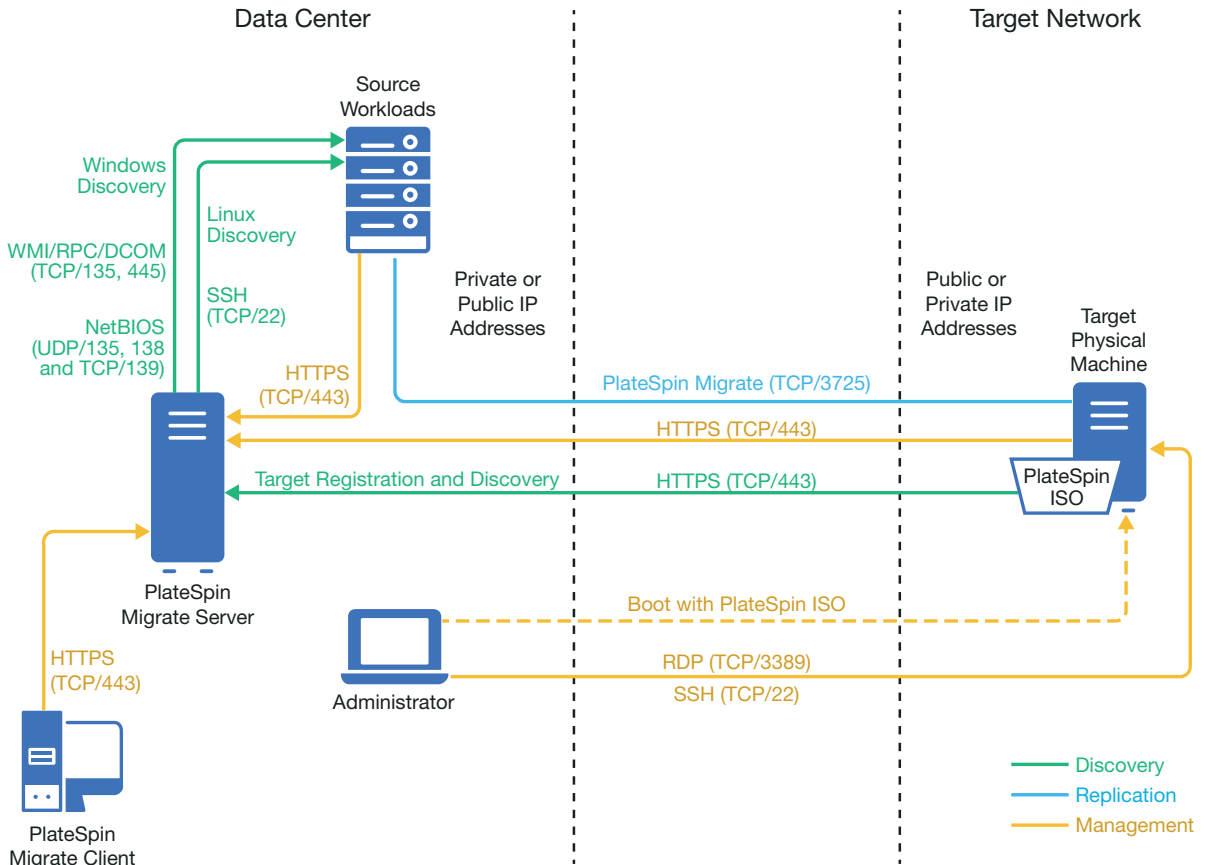 Data Center
Target Network
Source
Workloads
Windows
Discovery
Linux
Discovery
WMI/RPC/DCOM
(TCP/135, 445)
SSH
(TCP/22)
NetBIOS
(UDP/135, 138
and TCP/139)
HTTPS
(TCP/443)
Private or
Public IP
Addresses
Public or
Private IP
Addresses
Target
Physical
Machine
PlateSpin Migrate (TCP/3725)
HTTPS (TCP/443)
Target Registration and Discovery
HTTPS (TCP/443)
PlateSpin
ISO
PlateSpin
Migrate Server
Boot with PlateSpin ISO
RDP (TCP/3389)
SSH (TCP/22)
Administrator
HTTPS
(TCP/443)
PlateSpin
Migrate Client
Discovery
Replication
Management